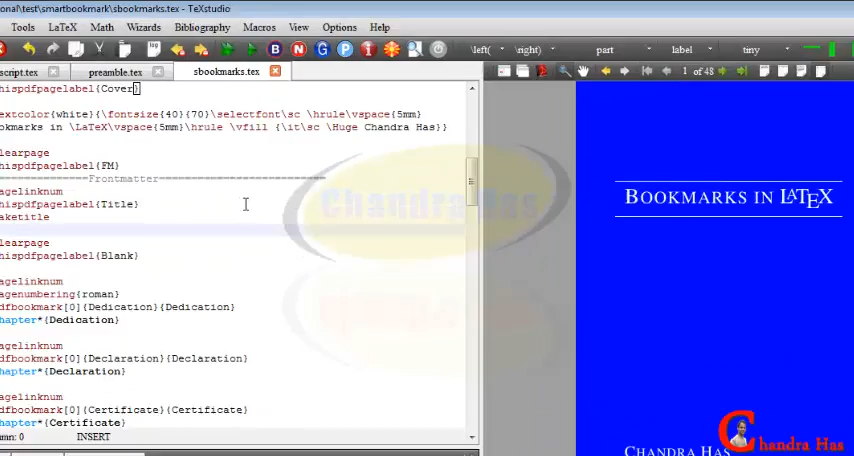 onal\test\smartbookmark\sbookmarks.tex - TeXstudio
Tools LaTeX Math Wizards Bibliography Macros View Options Help
\left( \right) part label tiny
script.tex preamble.tex sbookmarks.tex
1 of 48
hispdfpagelabel{Cover}
extcolor{white}{\fontsize{40}{70}\selectfont\sc \hrule\vspace{5mm}
okmarks in \LaTeX\vspace{5mm}\hrule \vfill {\it\sc \Huge Chandra Has}}
learpage
hispdfpagelabel{FM}
Frontmatter
agelinknum
hispdfpagelabel{Title}
aketitle
learpage
hispdfpagelabel{Blank}
agelinknum
agenumbering{roman}
dfbookmark[0]{Dedication}{Dedication}
hapter*{Dedication}
agelinknum
dfbookmark[0]{Declaration}{Declaration}
hapter*{Declaration}
agelinknum
dfbookmark[0]{Certificate}{Certificate}
hapter*{Certificate}
umn: 0 INSERT
BOOKMARKS IN LATEX
CHANDRA HAS
Chandra Has
Chandra Has